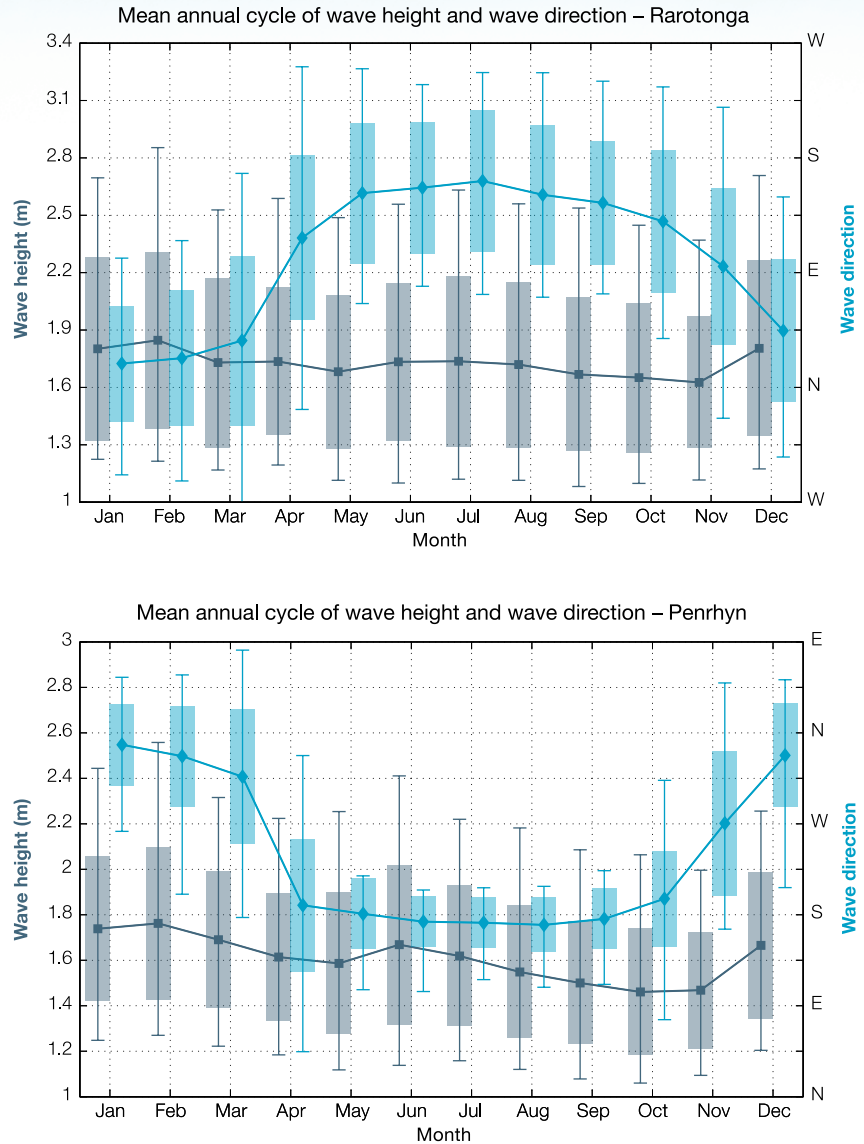 Mean annual cycle of wave height and wave direction – Rarotonga
3.4
3.1
2.8
2.5
2.2
1.9
1.6
1.3
1
Wave height (m)
W
S
E
N
W
Wave direction
Jan Feb Mar Apr May Jun Jul Aug Sep Oct Nov Dec
Month
Mean annual cycle of wave height and wave direction – Penrhyn
3
2.8
2.6
2.4
2.2
2
1.8
1.6
1.4
1.2
1
Wave height (m)
E
N
W
S
E
N
Wave direction
Jan Feb Mar Apr May Jun Jul Aug Sep Oct Nov Dec
Month